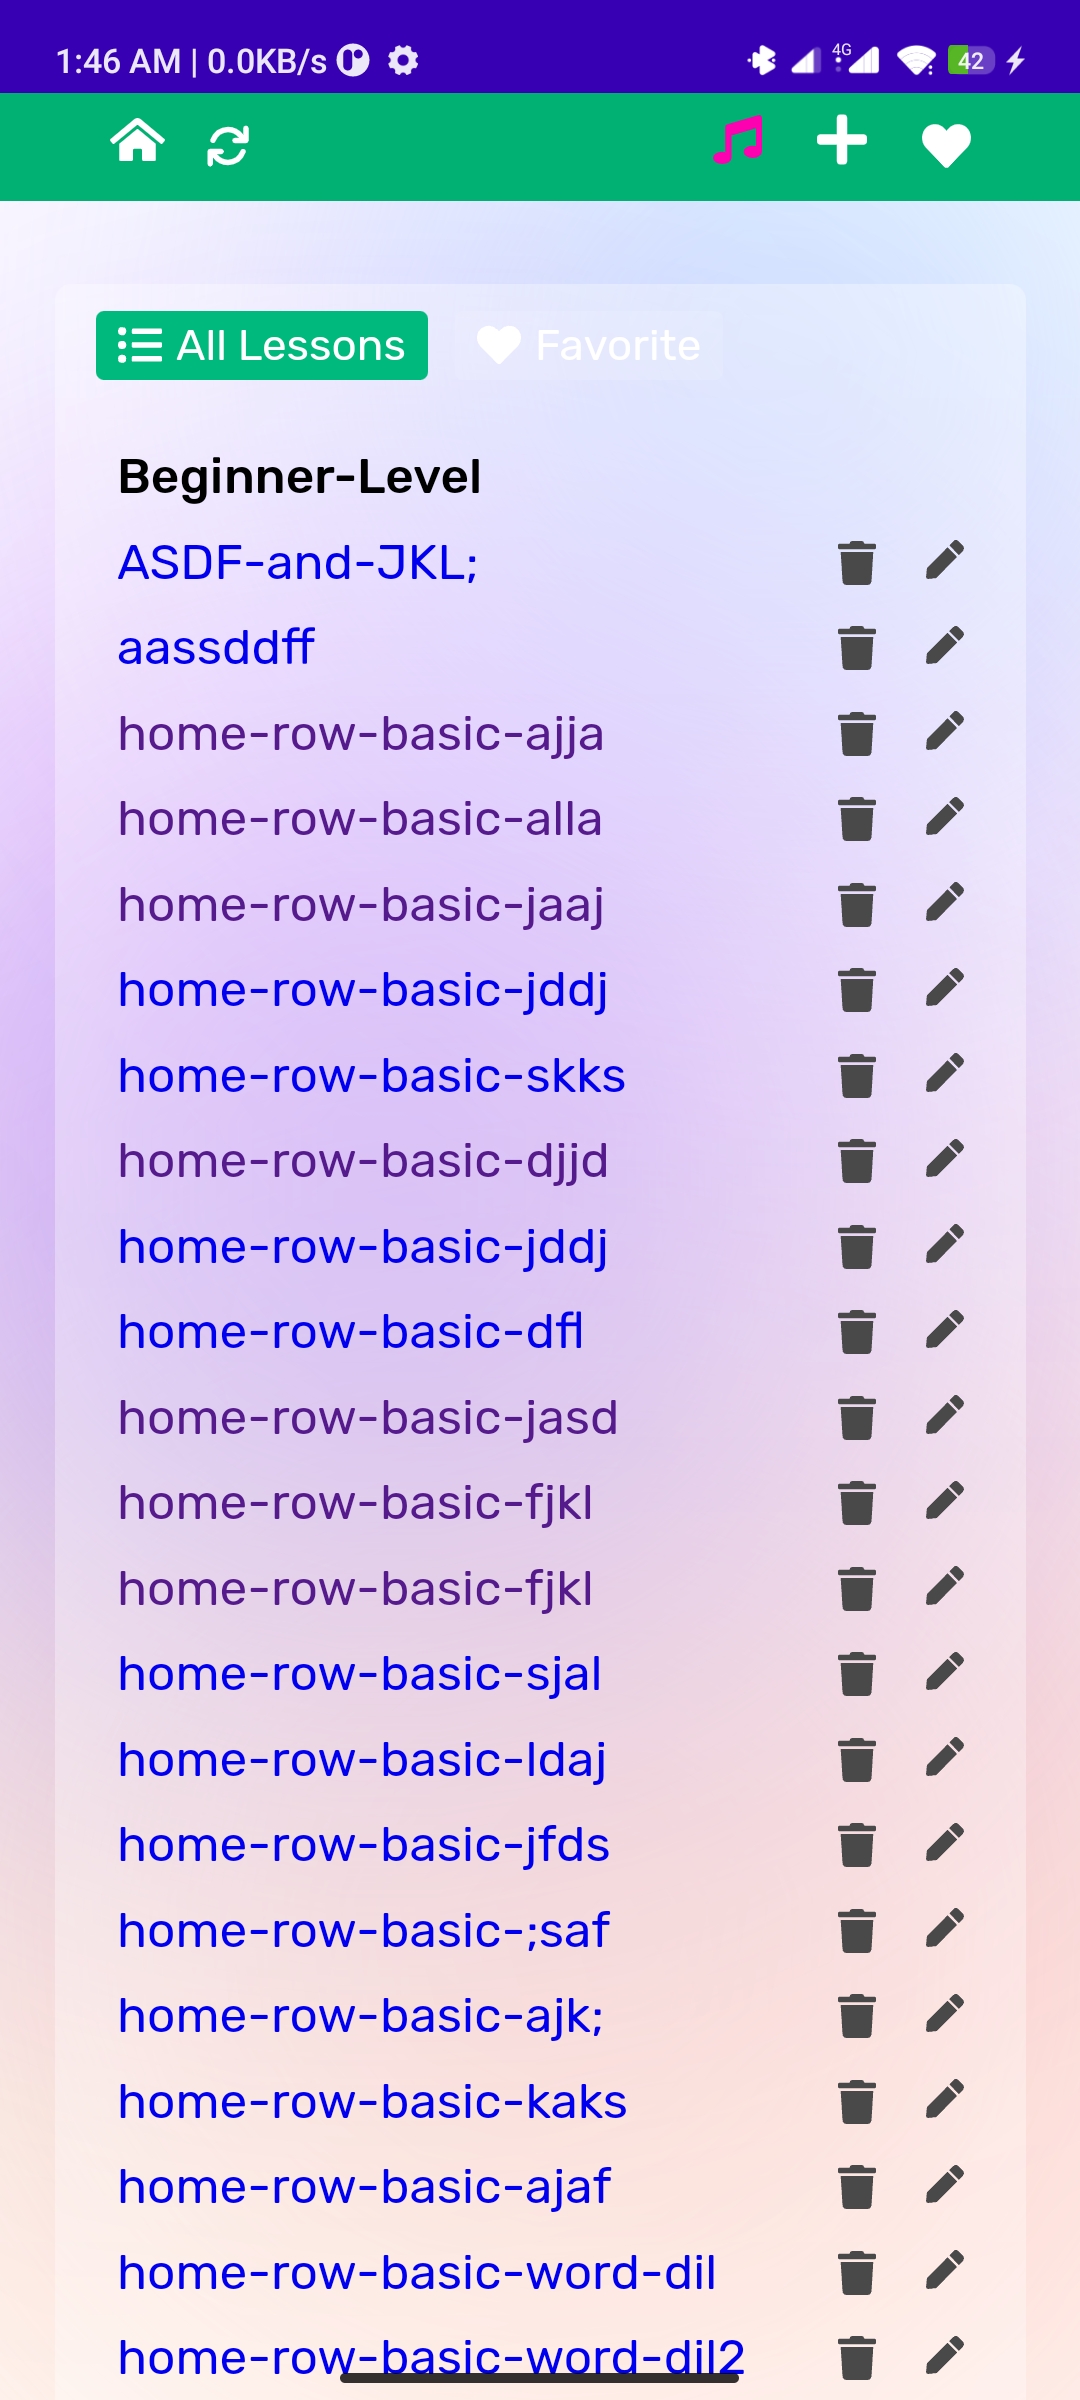 1:46 AM | 0.0KB/s 4G 42
All Lessons Favorite
Beginner-Level
ASDF-and-JKL;
aassddff
home-row-basic-ajja
home-row-basic-alla
home-row-basic-jaaj
home-row-basic-jddj
home-row-basic-skks
home-row-basic-djjd
home-row-basic-jddj
home-row-basic-dfl
home-row-basic-jasd
home-row-basic-fjkl
home-row-basic-fjkl
home-row-basic-sjal
home-row-basic-ldaj
home-row-basic-jfds
home-row-basic-;saf
home-row-basic-ajk;
home-row-basic-kaks
home-row-basic-ajaf
home-row-basic-word-dil
home-row-basic-word-dil2